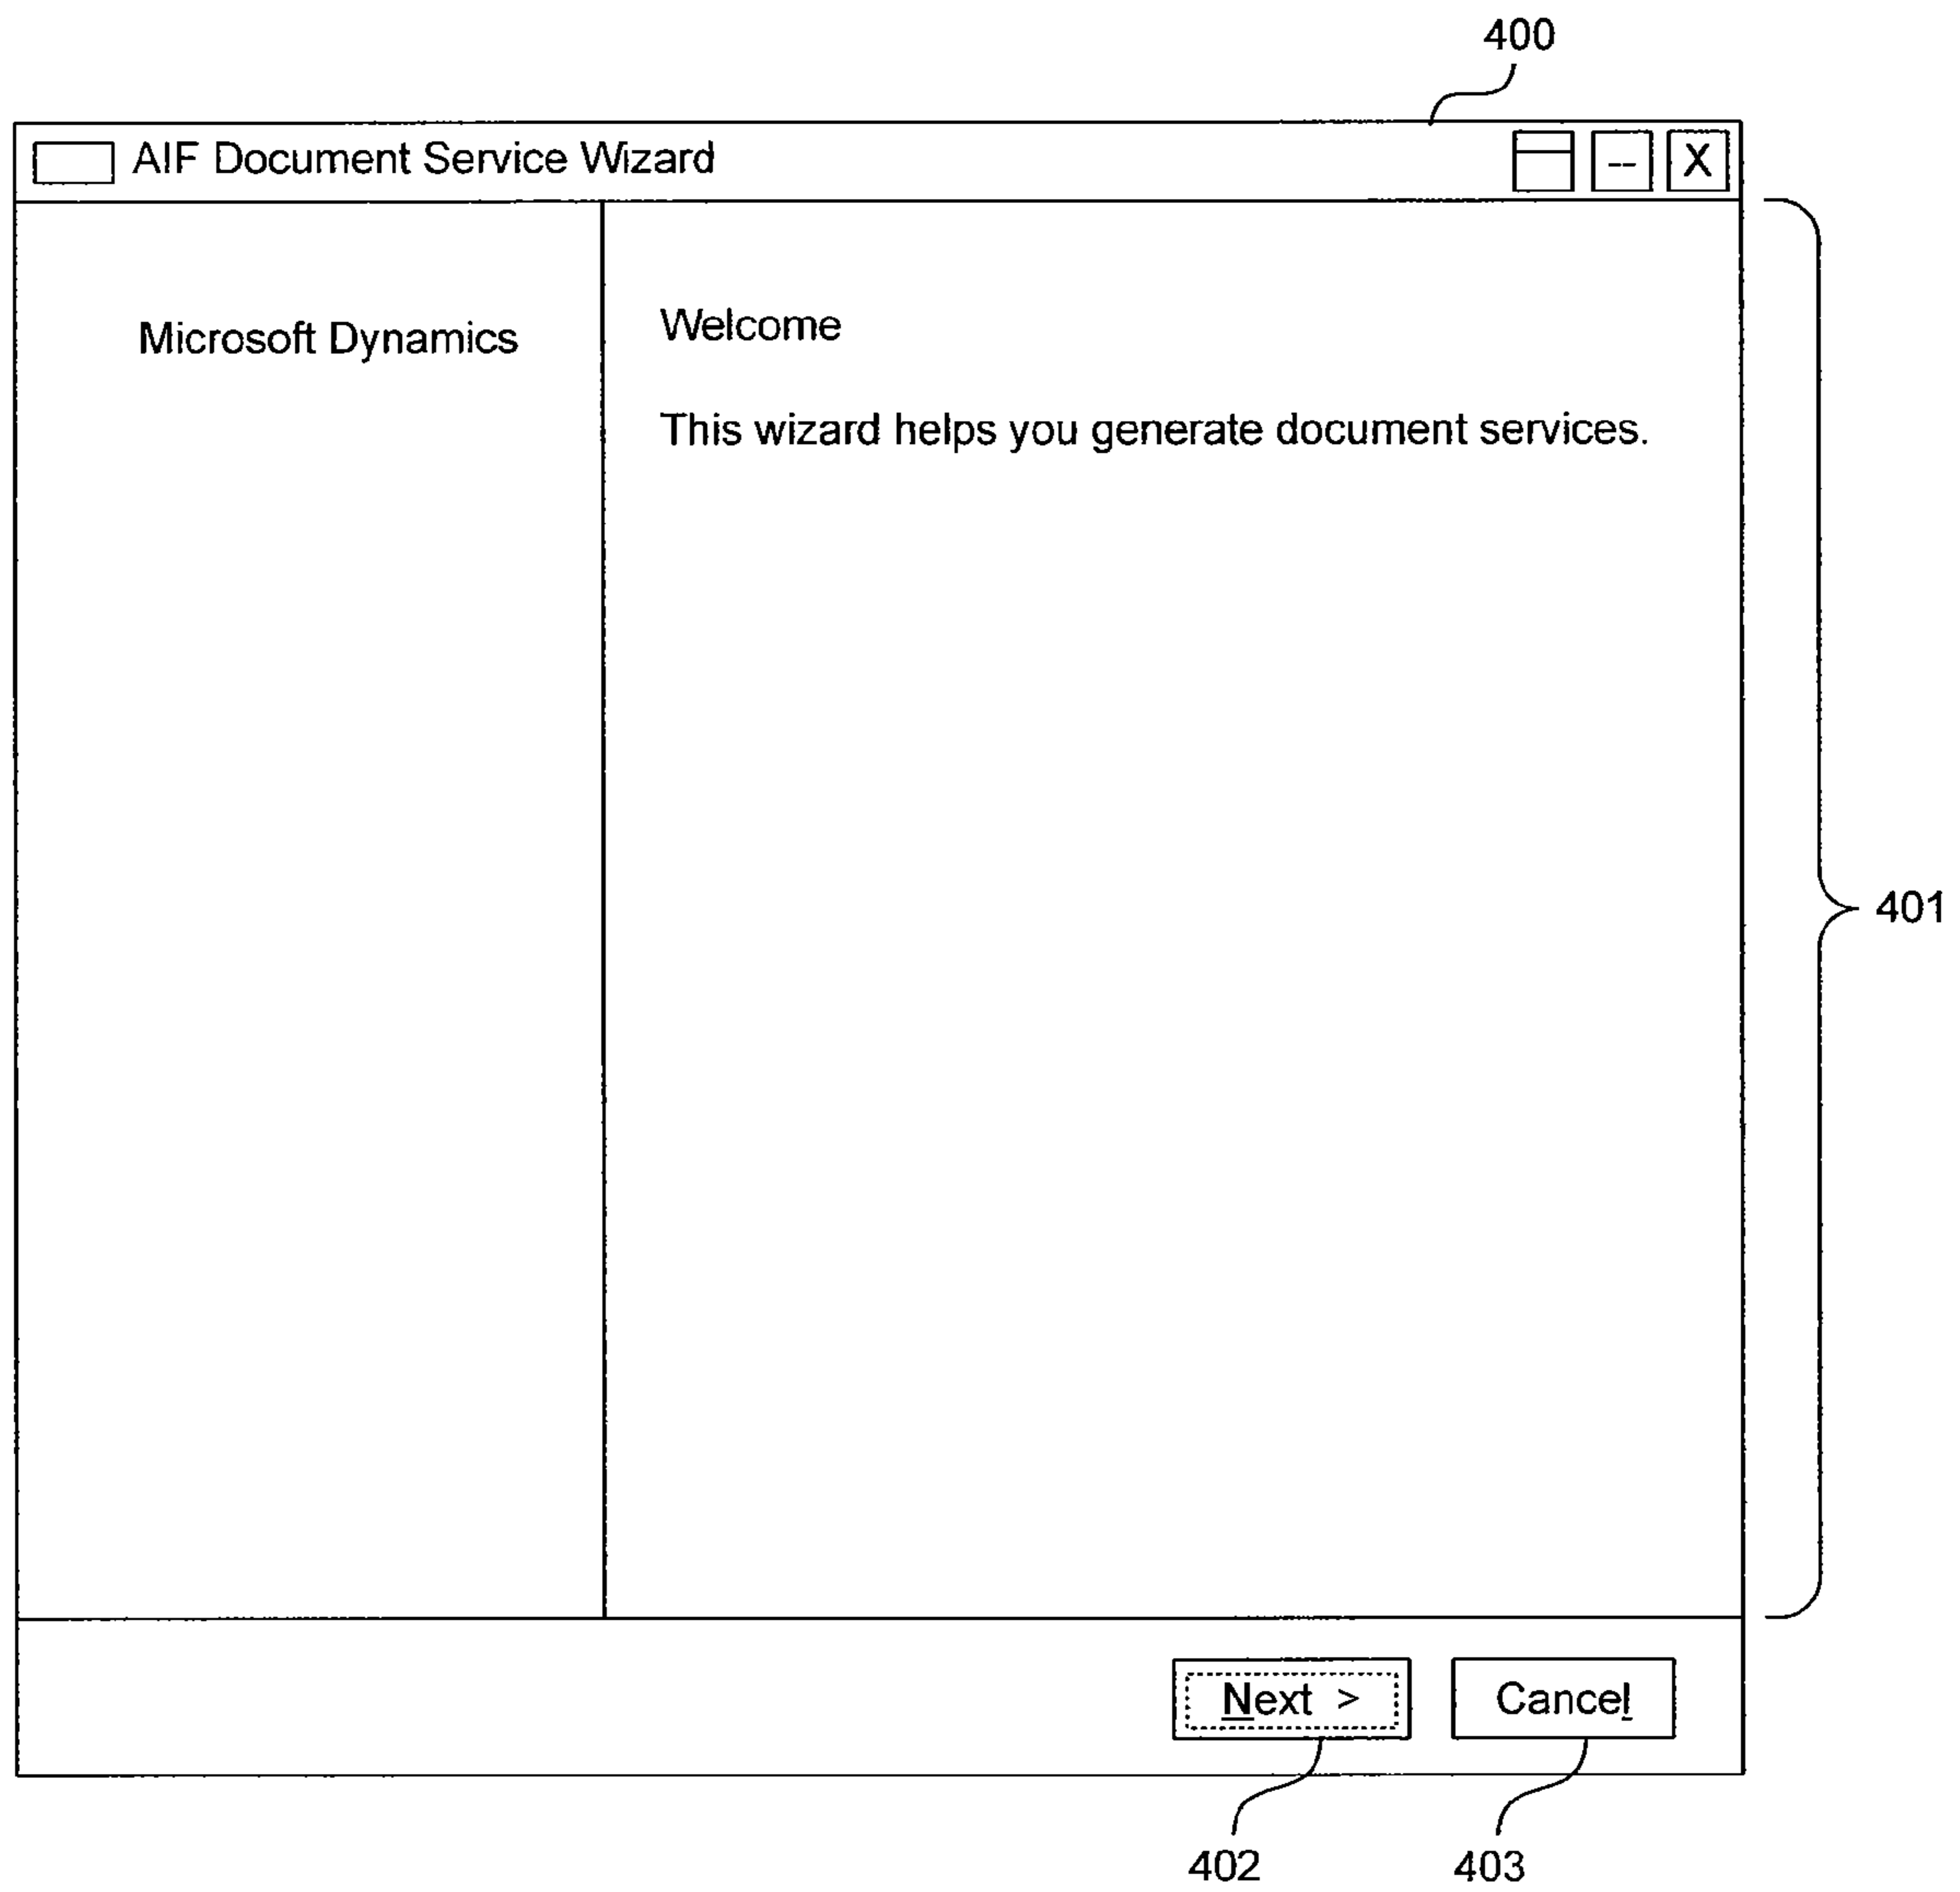 400
AIF Document Service Wizard
-- X
Microsoft Dynamics
Welcome
This wizard helps you generate document services.
401
Next >
Cancel
402
403